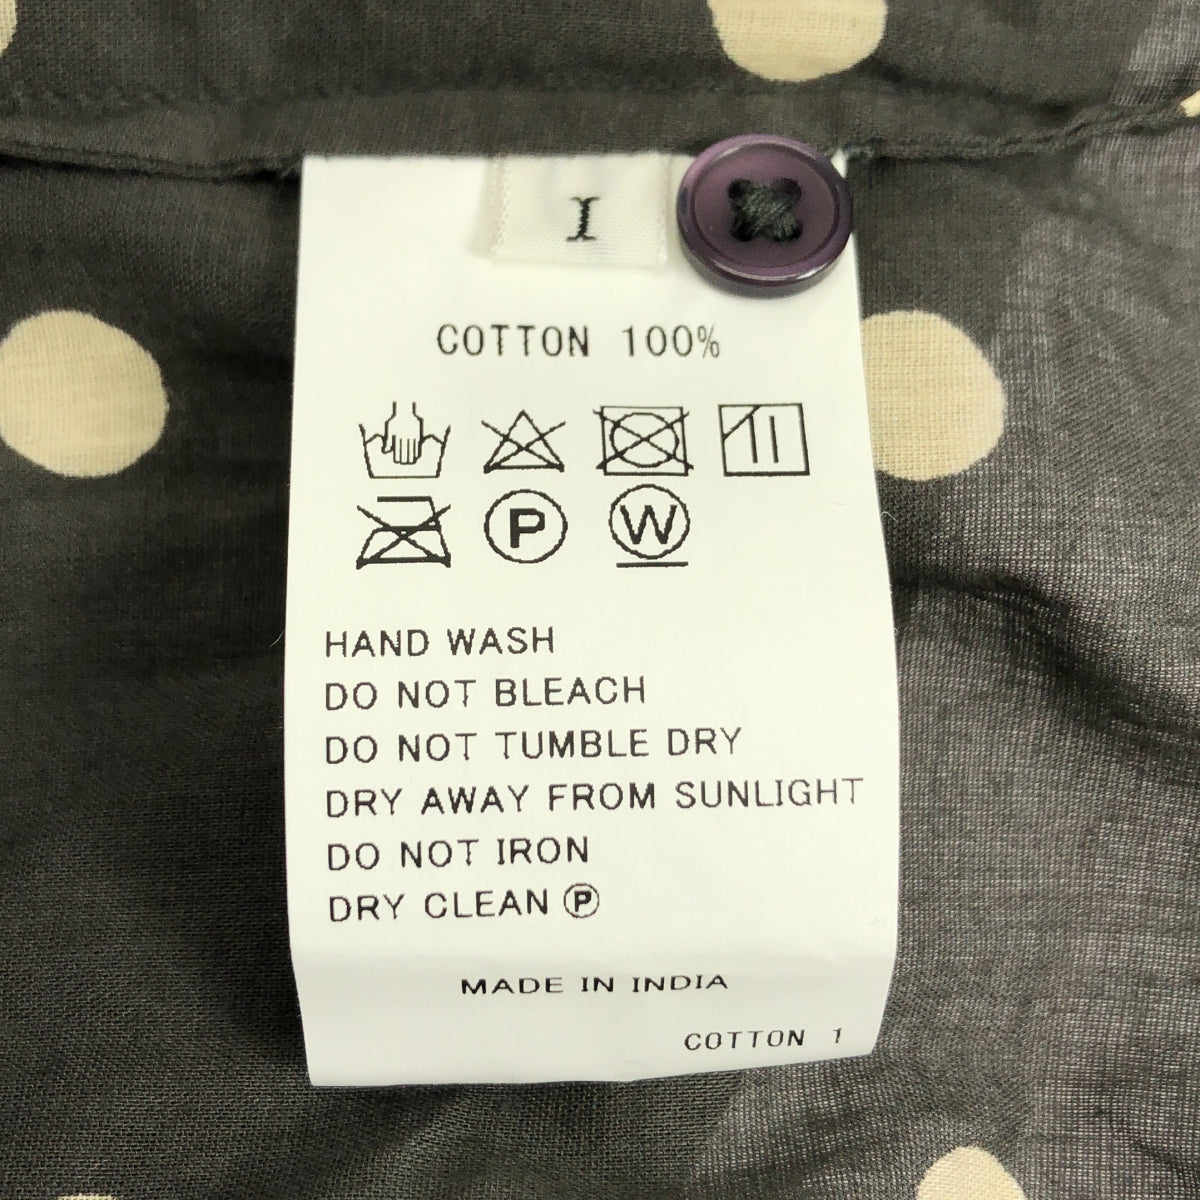 I
COTTON 100%
P W
HAND WASH
DO NOT BLEACH
DO NOT TUMBLE DRY
DRY AWAY FROM SUNLIGHT
DO NOT IRON
DRY CLEAN Ⓟ
MADE IN INDIA
COTTON 1